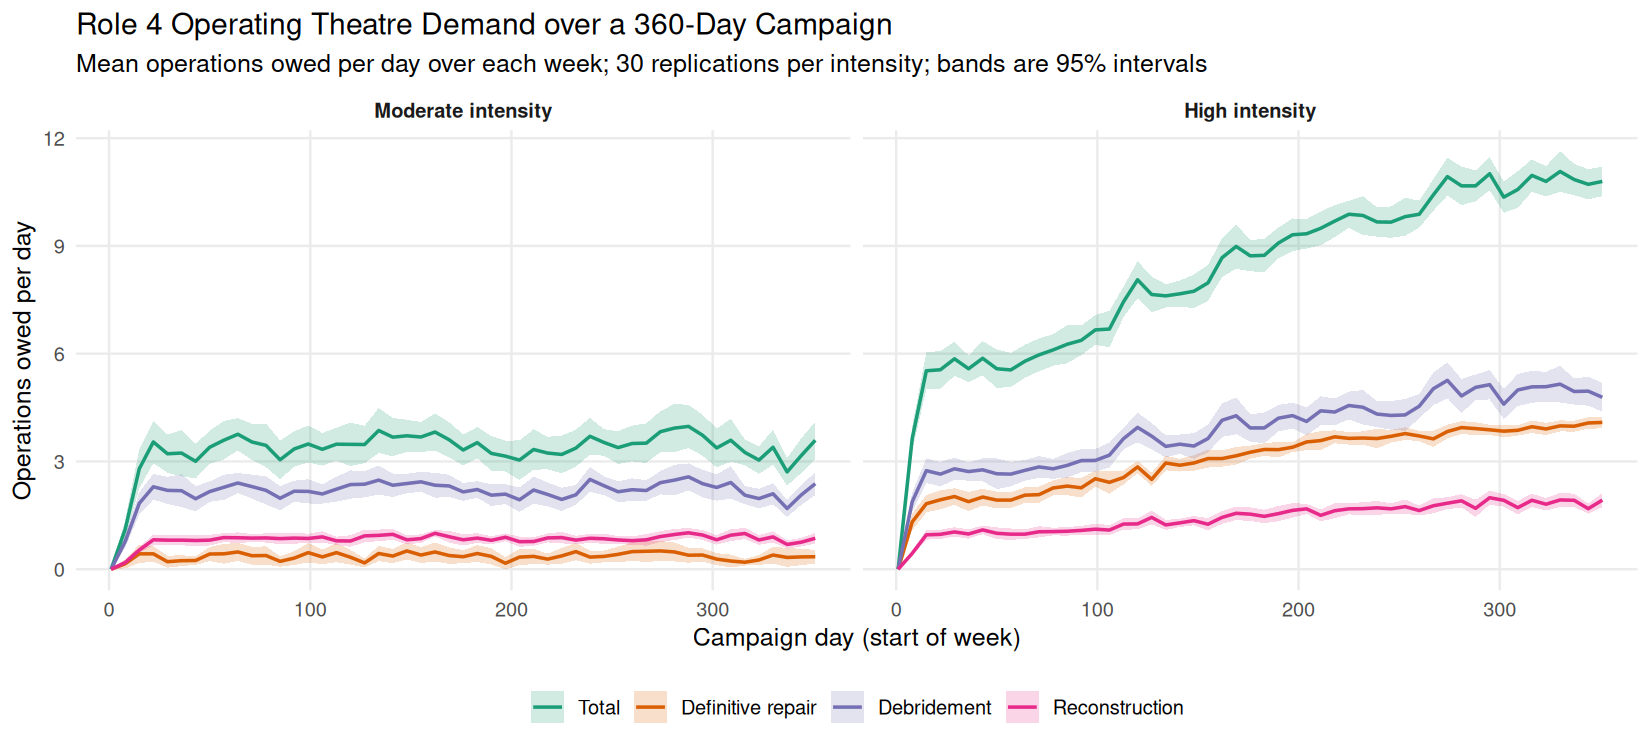 Role 4 Operating Theatre Demand over a 360-Day Campaign
Mean operations owed per day over each week; 30 replications per intensity; bands are 95% intervals
Moderate intensity
High intensity
Operations owed per day
12
9
6
3
0
0 100 200 300
0 100 200 300
Campaign day (start of week)
Total Definitive repair Debridement Reconstruction